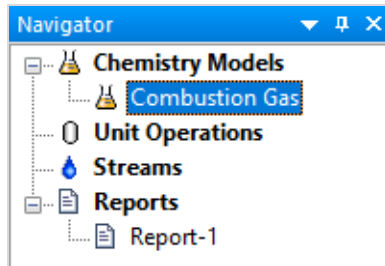 Navigator
Chemistry Models
Combustion Gas
Unit Operations
Streams
Reports
Report-1